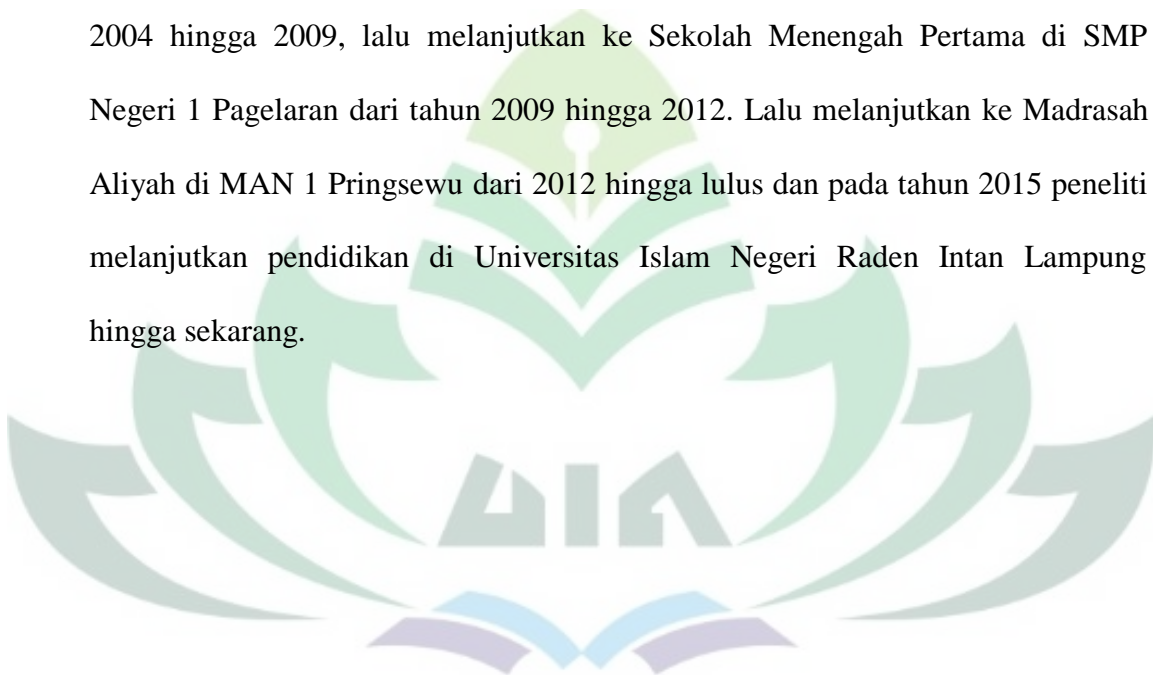 2004 hingga 2009, lalu melanjutkan ke Sekolah Menengah Pertama di SMP
Negeri 1 Pagelaran dari tahun 2009 hingga 2012. Lalu melanjutkan ke Madrasah
Aliyah di MAN 1 Pringsewu dari 2012 hingga lulus dan pada tahun 2015 peneliti
melanjutkan pendidikan di Universitas Islam Negeri Raden Intan Lampung
hingga sekarang.
UIN